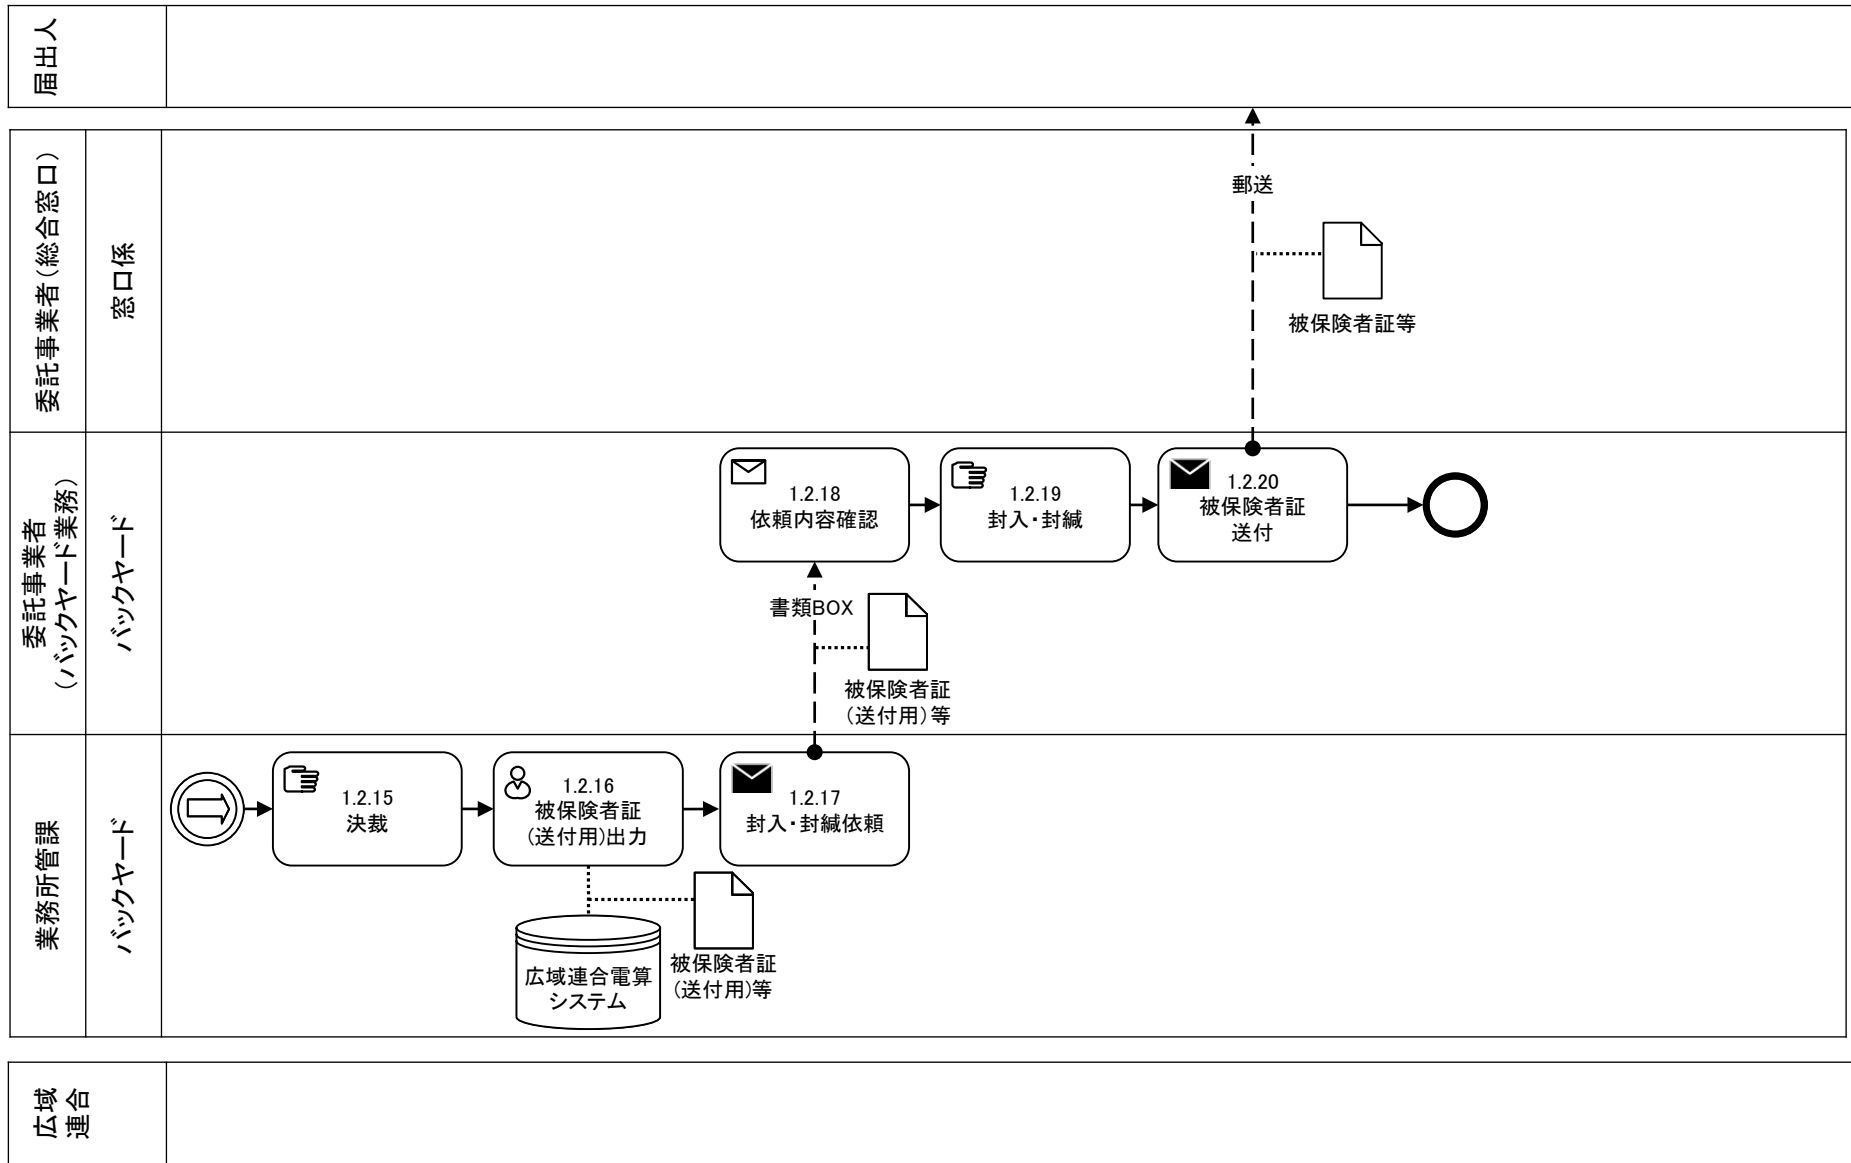 届出人
委託事業者（総合窓口）
窓口係
郵送
被保険者証等
委託事業者
（バックヤード業務）
バックヤード
1.2.18
依頼内容確認
1.2.19
封入・封緘
1.2.20
被保険者証
送付
書類BOX
被保険者証
（送付用）等
業務所管課
バックヤード
1.2.15
決裁
1.2.16
被保険者証
(送付用)出力
1.2.17
封入・封緘依頼
広域連合電算
システム
被保険者証
(送付用)等
広域
連合